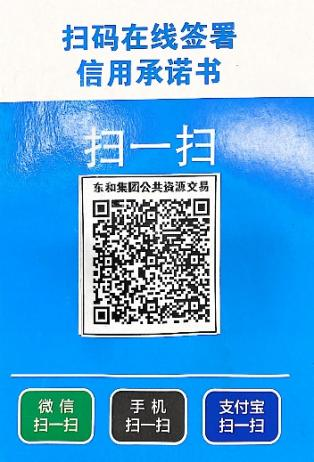 扫码在线签署
信用承诺书
扫一扫
东和集团公共资源交易
微信
扫一扫
手机
扫一扫
支付宝
扫一扫